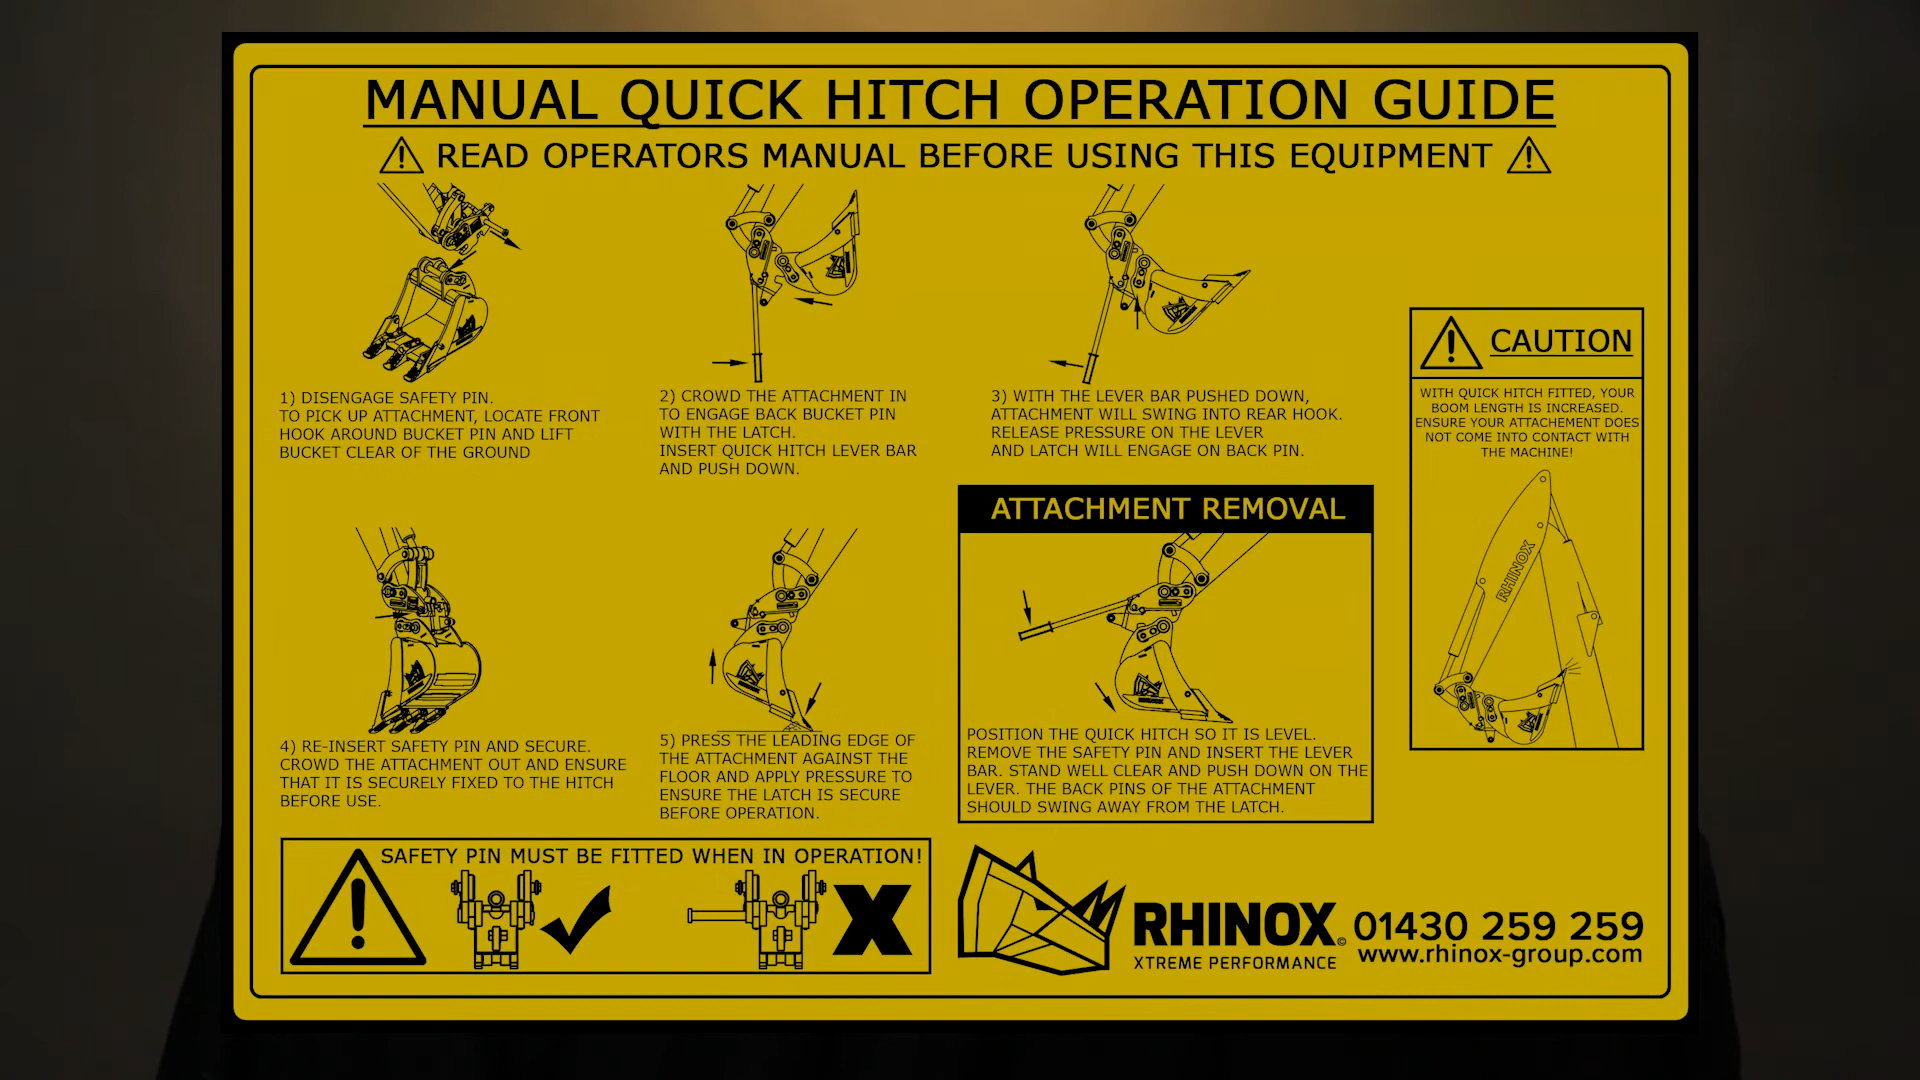 MANUAL QUICK HITCH OPERATION GUIDE
READ OPERATORS MANUAL BEFORE USING THIS EQUIPMENT
1) DISENGAGE SAFETY PIN.
TO PICK UP ATTACHMENT, LOCATE FRONT
HOOK AROUND BUCKET PIN AND LIFT
BUCKET CLEAR OF THE GROUND
2) CROWD THE ATTACHMENT IN
TO ENGAGE BACK BUCKET PIN
WITH THE LATCH.
INSERT QUICK HITCH LEVER BAR
AND PUSH DOWN.
3) WITH THE LEVER BAR PUSHED DOWN,
ATTACHMENT WILL SWING INTO REAR HOOK.
RELEASE PRESSURE ON THE LEVER
AND LATCH WILL ENGAGE ON BACK PIN.
CAUTION
WITH QUICK HITCH FITTED, YOUR
BOOM LENGTH IS INCREASED.
ENSURE YOUR ATTACHEMENT DOES
NOT COME INTO CONTACT WITH
THE MACHINE!
RHINOX
4) RE-INSERT SAFETY PIN AND SECURE.
CROWD THE ATTACHMENT OUT AND ENSURE
THAT IT IS SECURELY FIXED TO THE HITCH
BEFORE USE.
5) PRESS THE LEADING EDGE OF
THE ATTACHMENT AGAINST THE
FLOOR AND APPLY PRESSURE TO
ENSURE THE LATCH IS SECURE
BEFORE OPERATION.
ATTACHMENT REMOVAL
POSITION THE QUICK HITCH SO IT IS LEVEL.
REMOVE THE SAFETY PIN AND INSERT THE LEVER
BAR. STAND WELL CLEAR AND PUSH DOWN ON THE
LEVER. THE BACK PINS OF THE ATTACHMENT
SHOULD SWING AWAY FROM THE LATCH.
SAFETY PIN MUST BE FITTED WHEN IN OPERATION!
RHINOX©
XTREME PERFORMANCE
01430 259 259
www.rhinox-group.com